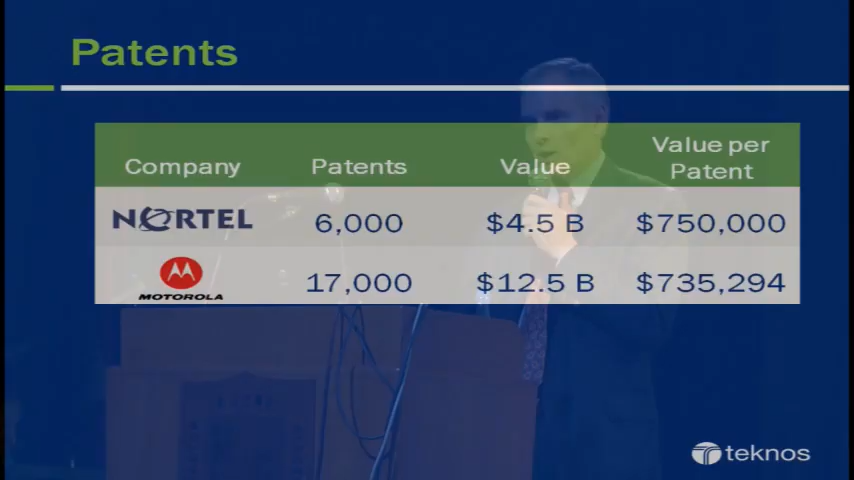 Patents
Company Patents Value Value per Patent
NORTEL 6,000 $4.5 B $750,000
MOTOROLA 17,000 $12.5 B $735,294
teknos